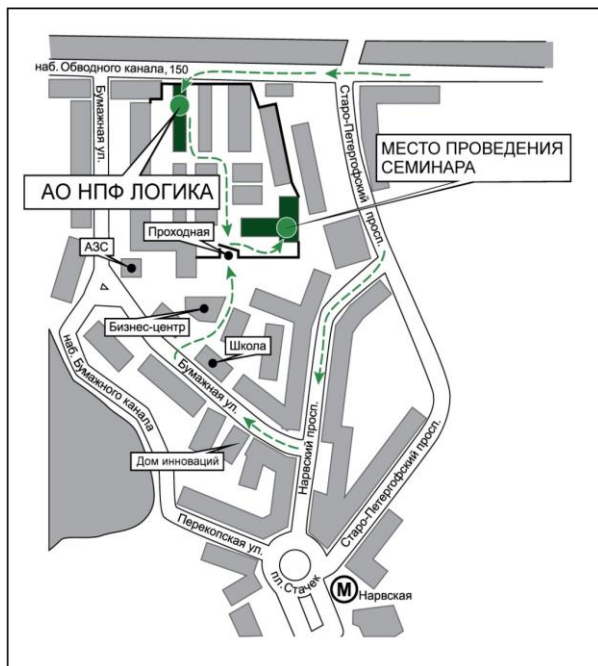 наб. Обводного канала, 150
Бумажная ул.
Старо-Петергофский просп.
МЕСТО ПРОВЕДЕНИЯ
СЕМИНАРА
АО НПФ ЛОГИКА
Проходная
АЗС
Бизнес-центр
Школа
наб. Бумажного канала
Бумажная ул.
Нарвский просп.
Дом инноваций
Старо-Петергофский просп.
Перекопская ул.
пл. Стачек
М
Нарвская